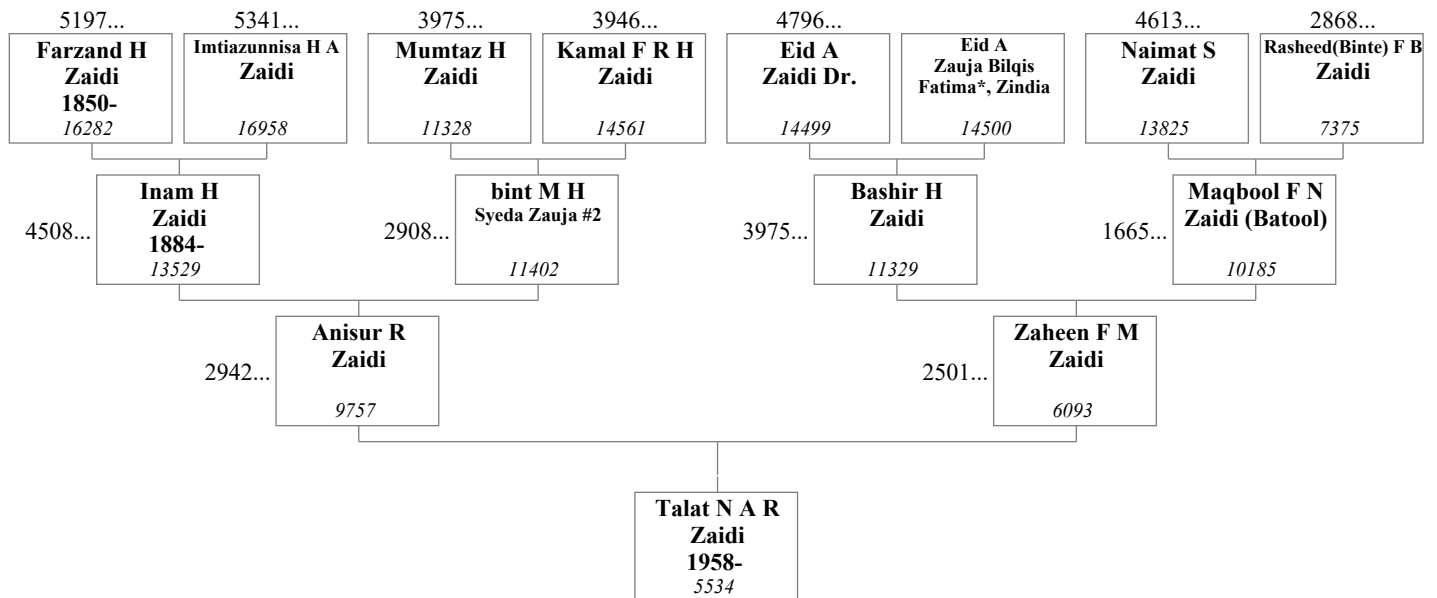 5197...
5341...
3975...
3946...
4796...
4613...
2868...
Farzand H
Zaidi
1850-
16282
Imtiazunnisa H A
Zaidi
16958
Mumtaz H
Zaidi
11328
Kamal F R H
Zaidi
14561
Eid A
Zaidi Dr.
14499
Eid A
Zauja Bilqis
Fatima*, Zindia
14500
Naimat S
Zaidi
13825
Rasheed(Binte) F B
Zaidi
7375
4508...
Inam H
Zaidi
1884-
13529
2908...
bint M H
Syeda Zauja #2
11402
3975...
Bashir H
Zaidi
11329
1665...
Maqbool F N
Zaidi (Batool)
10185
2942...
Anisur R
Zaidi
9757
2501...
Zaheen F M
Zaidi
6093
Talat N A R
Zaidi
1958-
5534